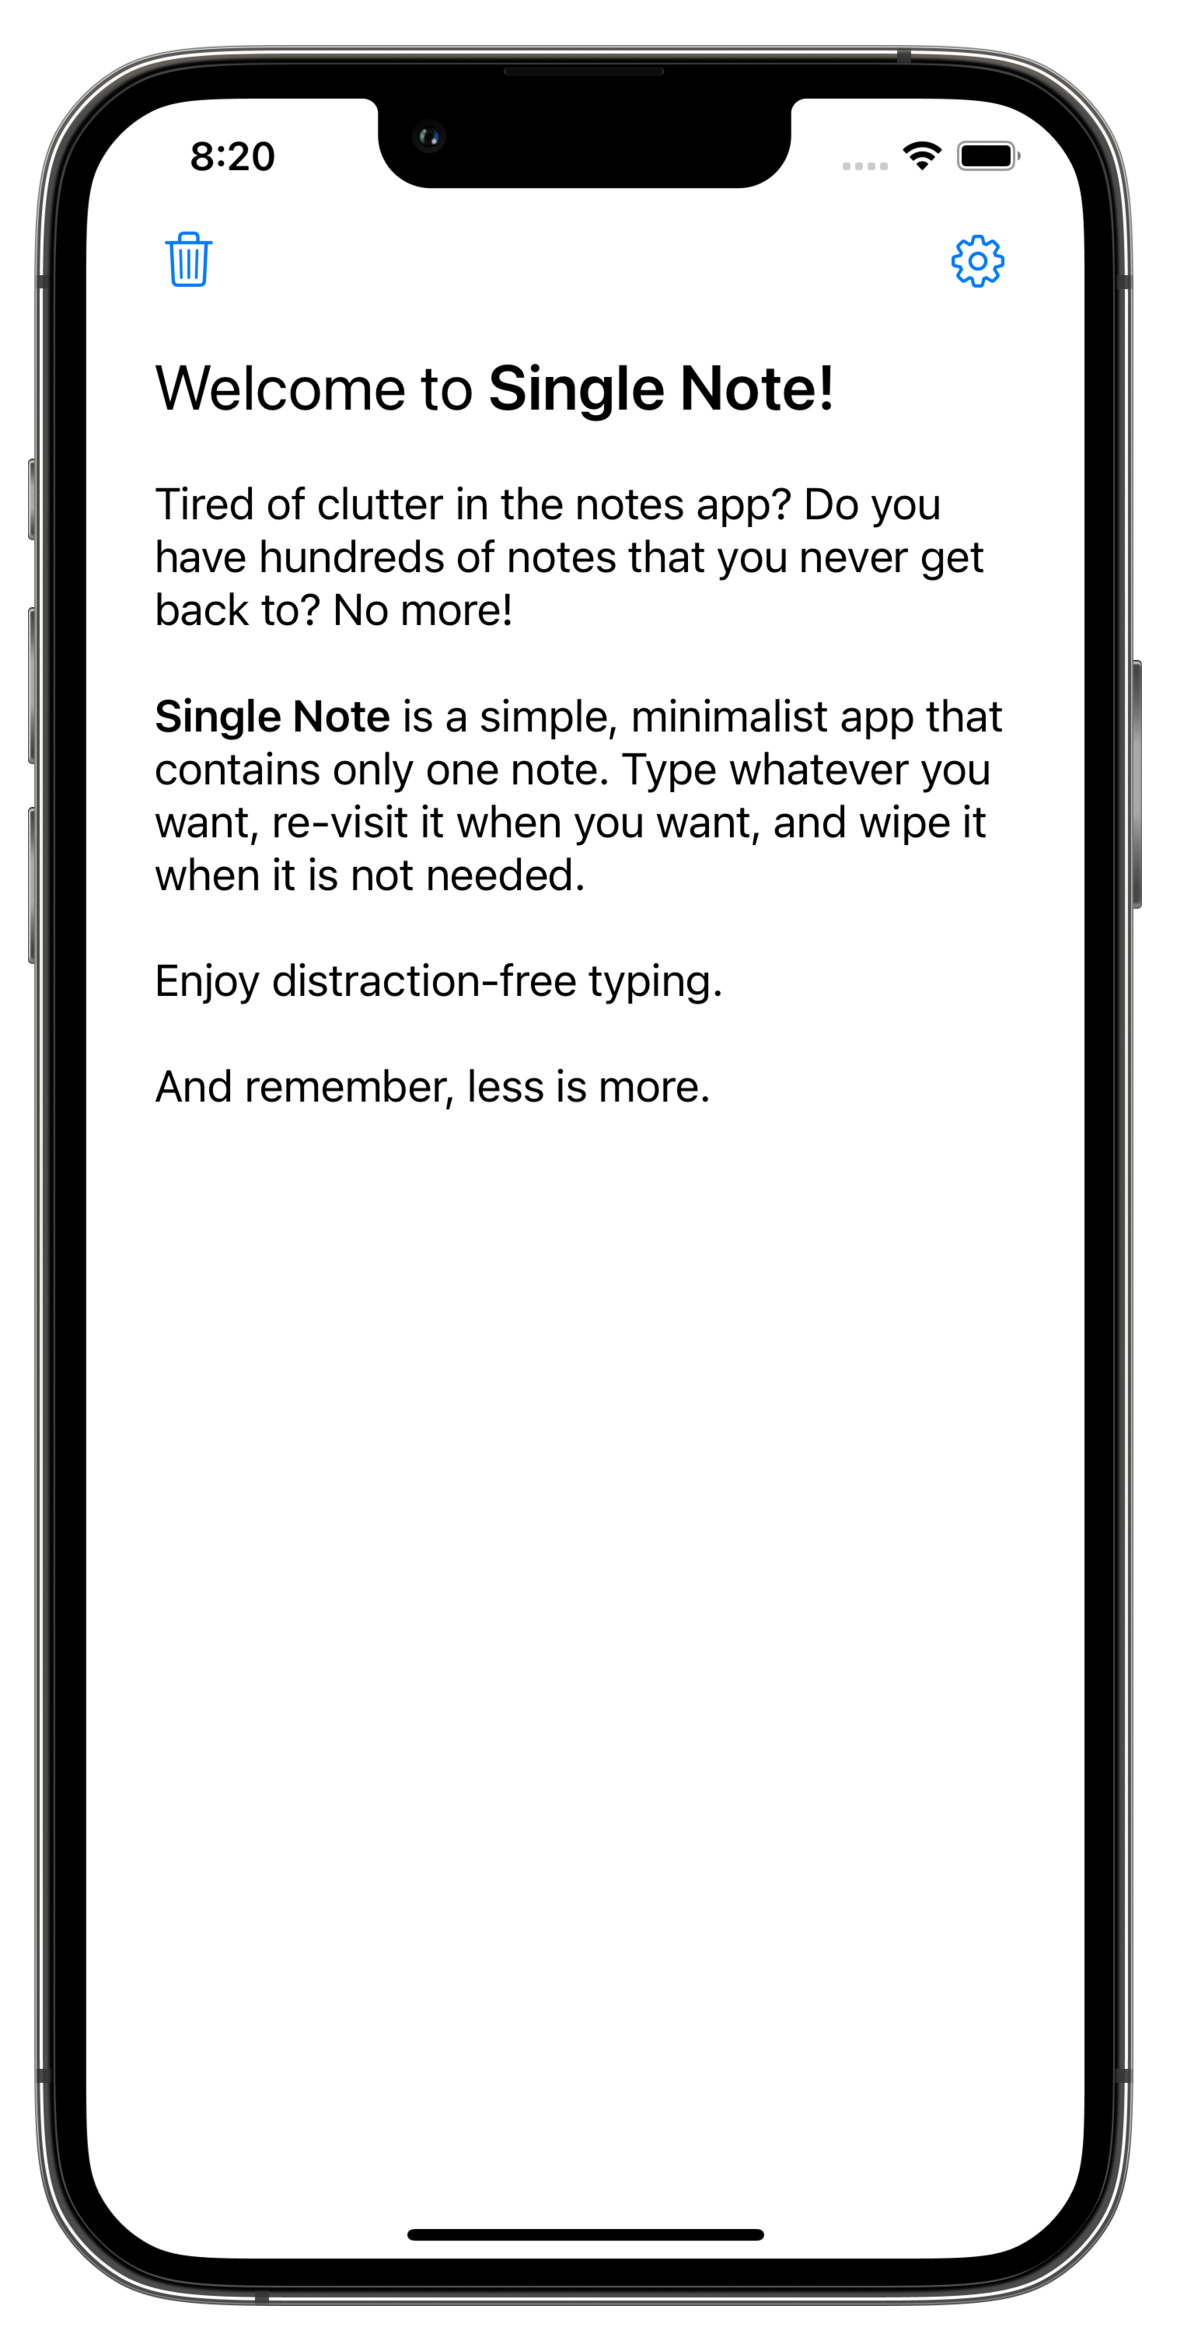 8:20
Welcome to Single Note!
Tired of clutter in the notes app? Do you
have hundreds of notes that you never get
back to? No more!
Single Note is a simple, minimalist app that
contains only one note. Type whatever you
want, re-visit it when you want, and wipe it
when it is not needed.
Enjoy distraction-free typing.
And remember, less is more.